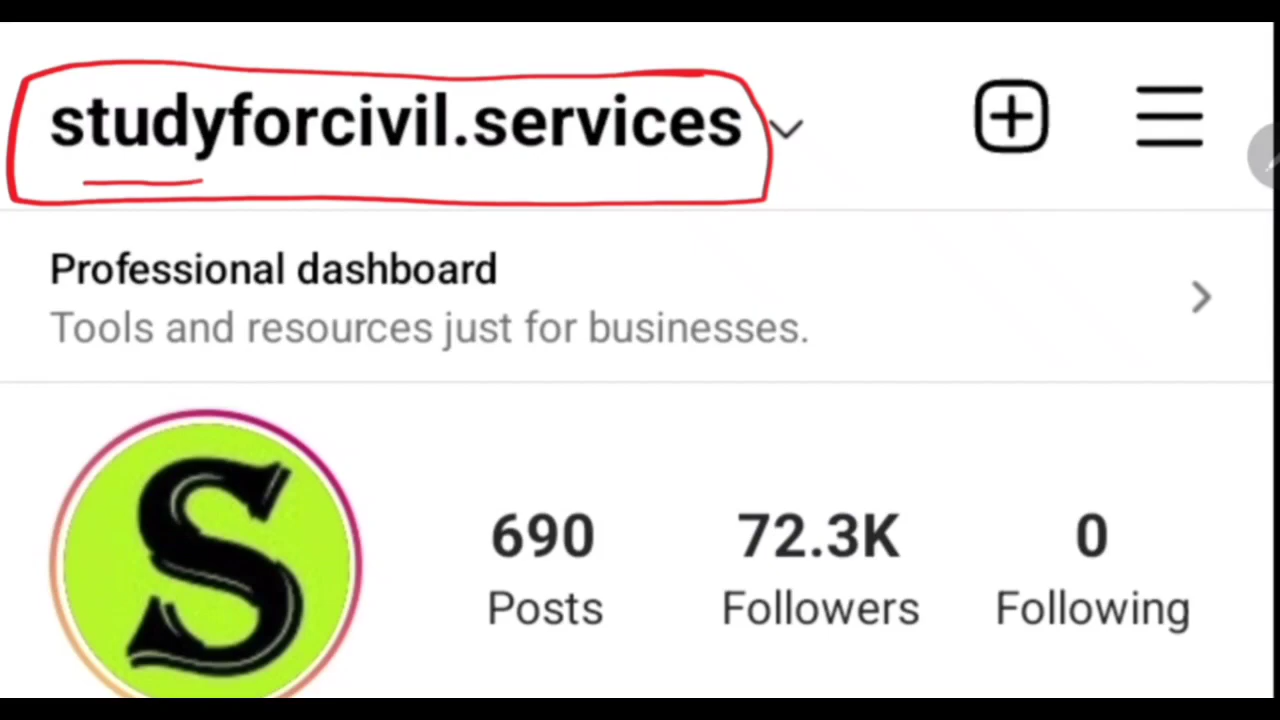 studyforcivil.services
Professional dashboard
Tools and resources just for businesses.
S
690 72.3K 0
Posts Followers Following